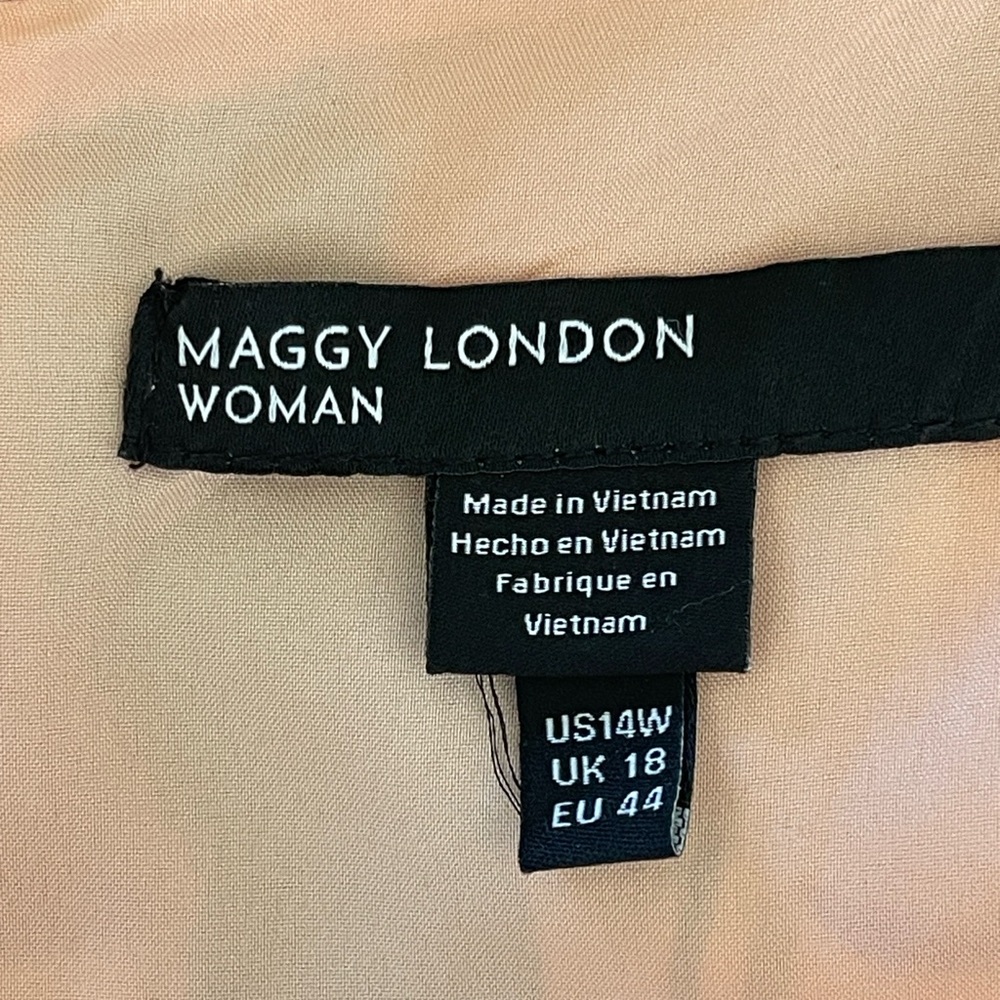 MAGGY LONDON
WOMAN
Made in Vietnam
Hecho en Vietnam
Fabrique en
Vietnam
US14W
UK 18
EU 44